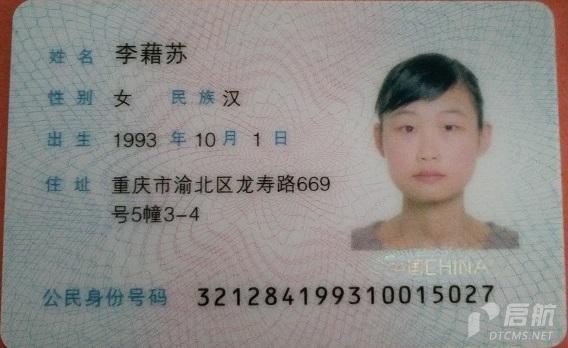 姓名 李藉苏
性别 女 民族 汉
出生 1993 年 10 月 1 日
住址 重庆市渝北区龙寿路669
号5幢3-4
中国CHINA
公民身份号码 321284199310015027
启航
DTCMS.NET